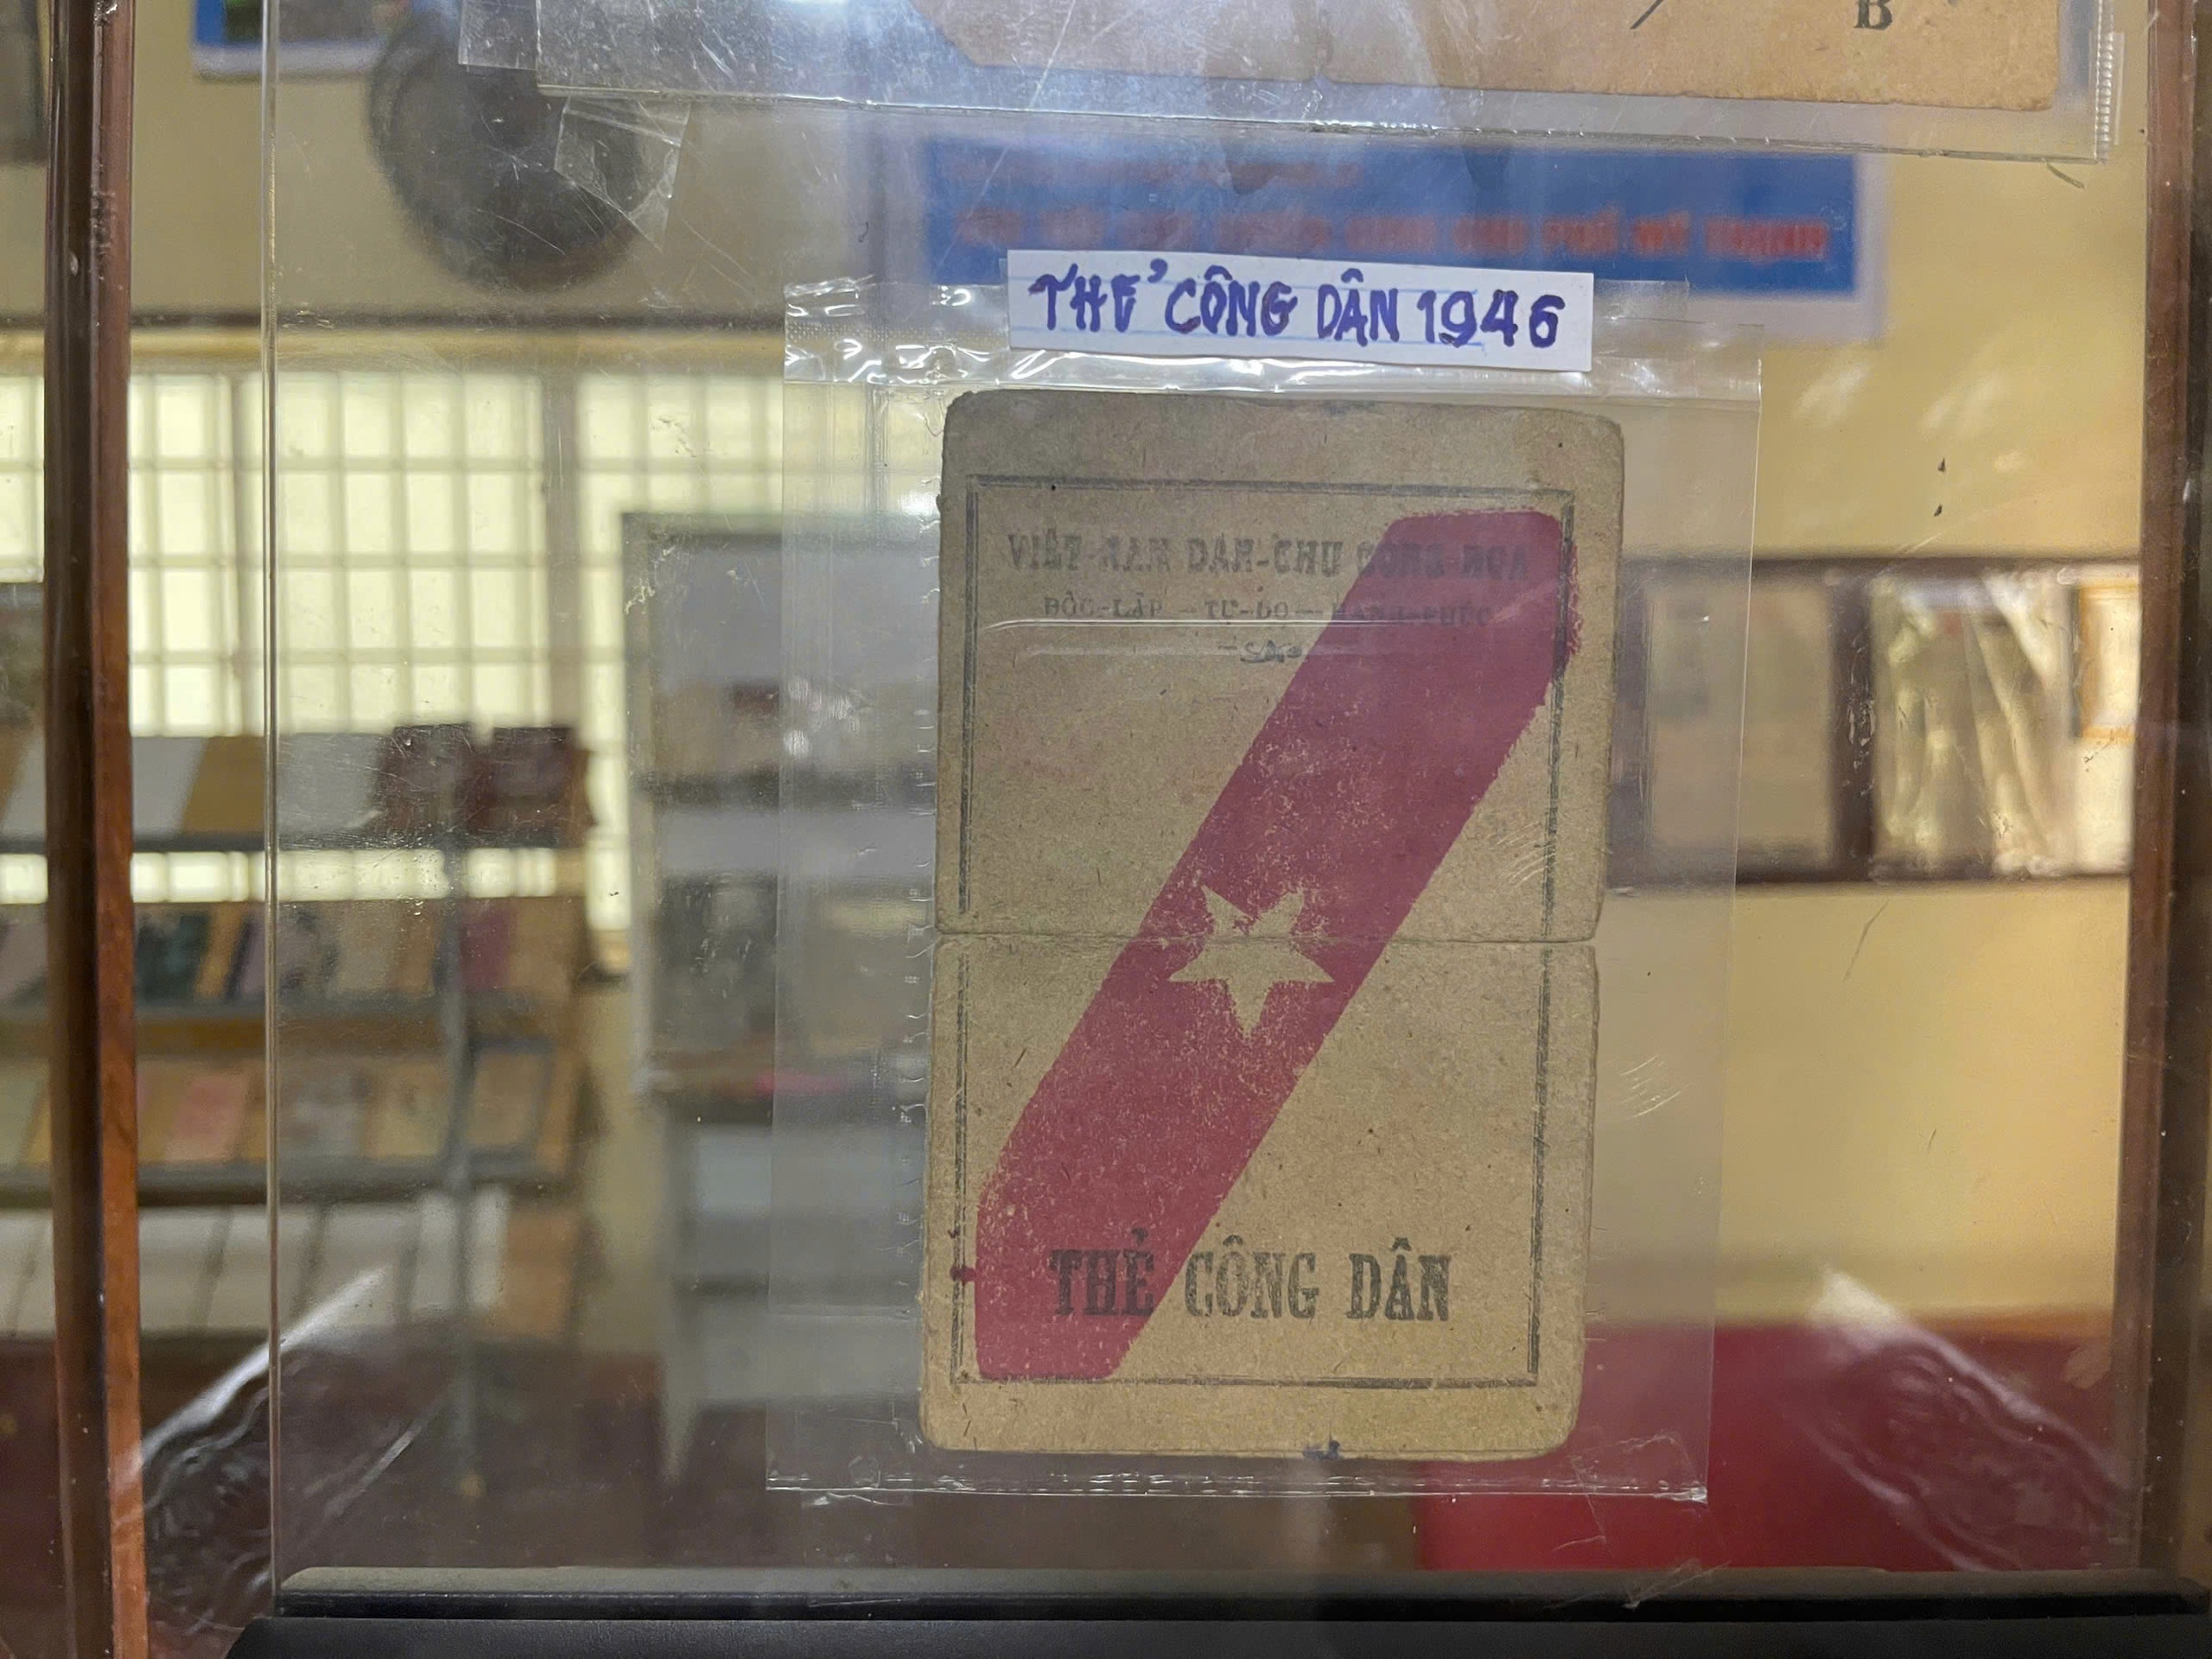 B
THẺ CÔNG DÂN 1946
VIỆT-NAM DÂN-CHỦ CỘNG-HÒA
ĐỘC-LẬP — TỰ-DO — HẠNH-PHÚC
THẺ CÔNG DÂN